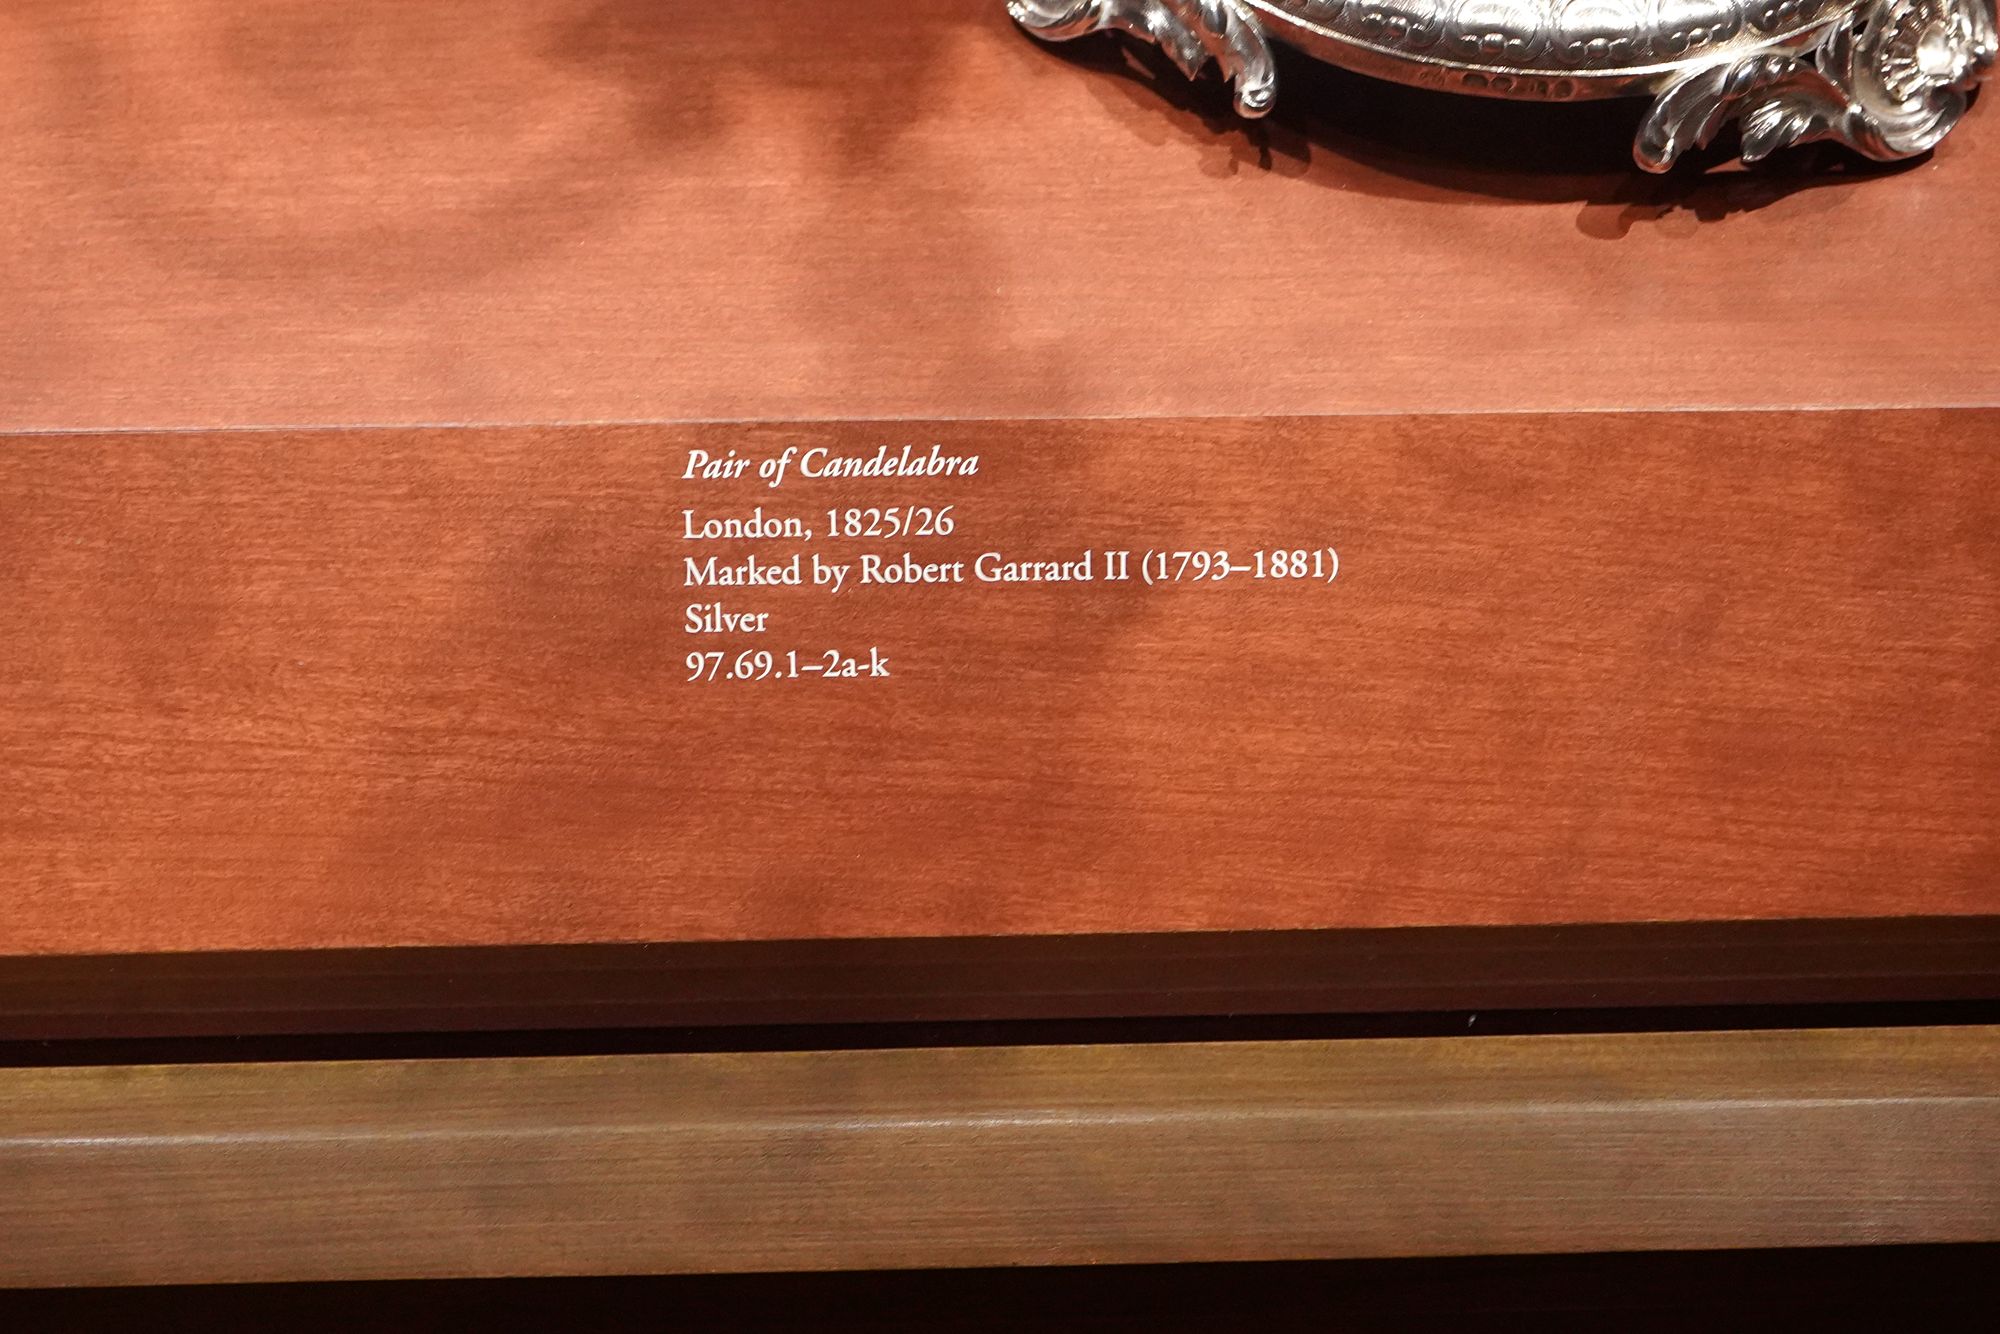 Pair of Candelabra
London, 1825/26
Marked by Robert Garrard II (1793–1881)
Silver
97.69.1–2a-k